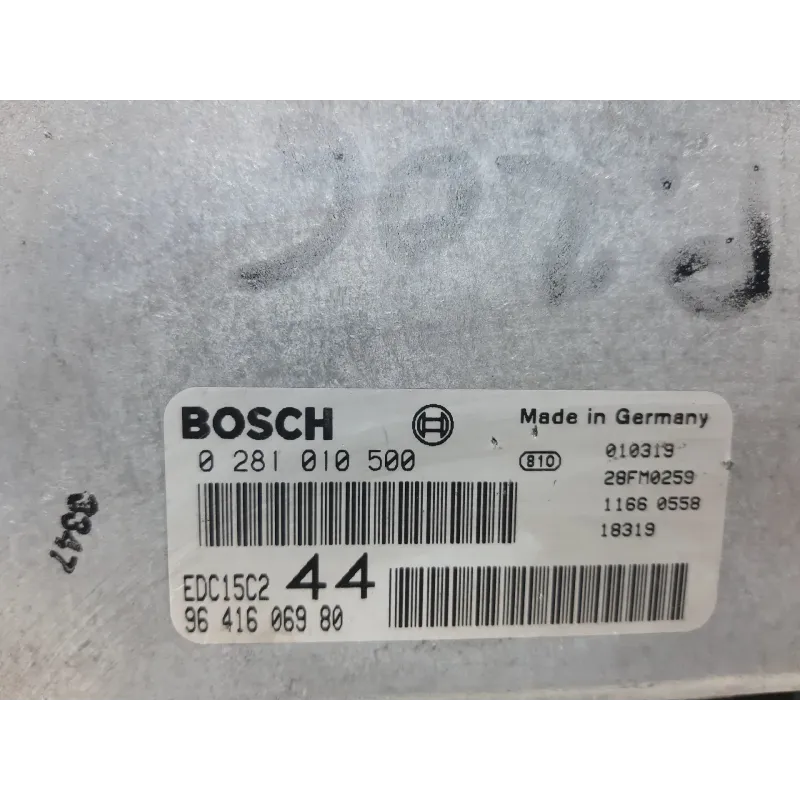 BOSCH
Made in Germany
0 281 010 500
810
010319
28FM0259
1166 0558
18319
EDC15C2 44
96 416 069 80